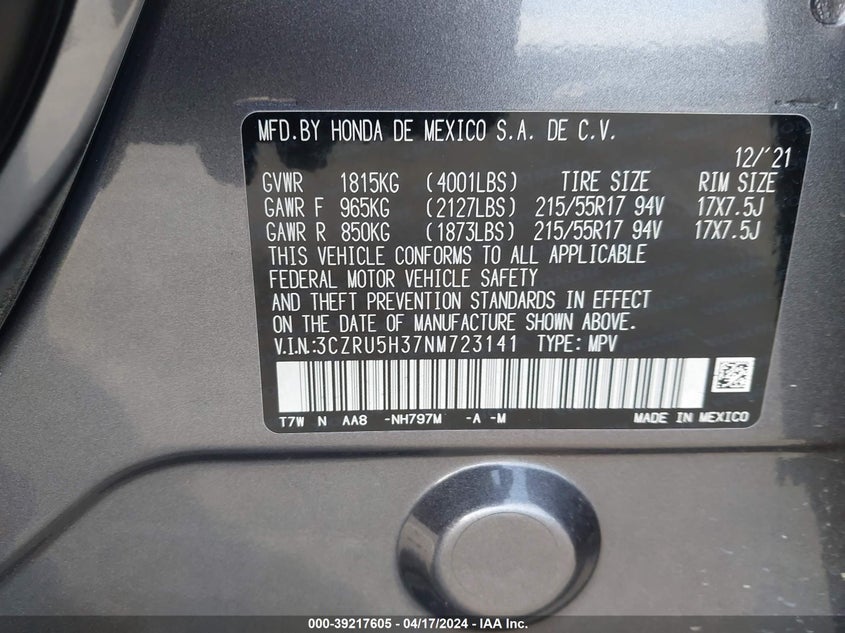 MFD.BY HONDA DE MEXICO S.A. DE C.V.
12/'21
GVWR 1815KG (4001LBS) TIRE SIZE RIM SIZE
GAWR F 965KG (2127LBS) 215/55R17 94V 17X7.5J
GAWR R 850KG (1873LBS) 215/55R17 94V 17X7.5J
THIS VEHICLE CONFORMS TO ALL APPLICABLE
FEDERAL MOTOR VEHICLE SAFETY
AND THEFT PREVENTION STANDARDS IN EFFECT
ON THE DATE OF MANUFACTURE SHOWN ABOVE.
V.I.N.:3CZRU5H37NM723141 TYPE: MPV
T7W N AA8 -NH797M -A -M MADE IN MEXICO
000-39217605 - 04/17/2024 - IAA Inc.